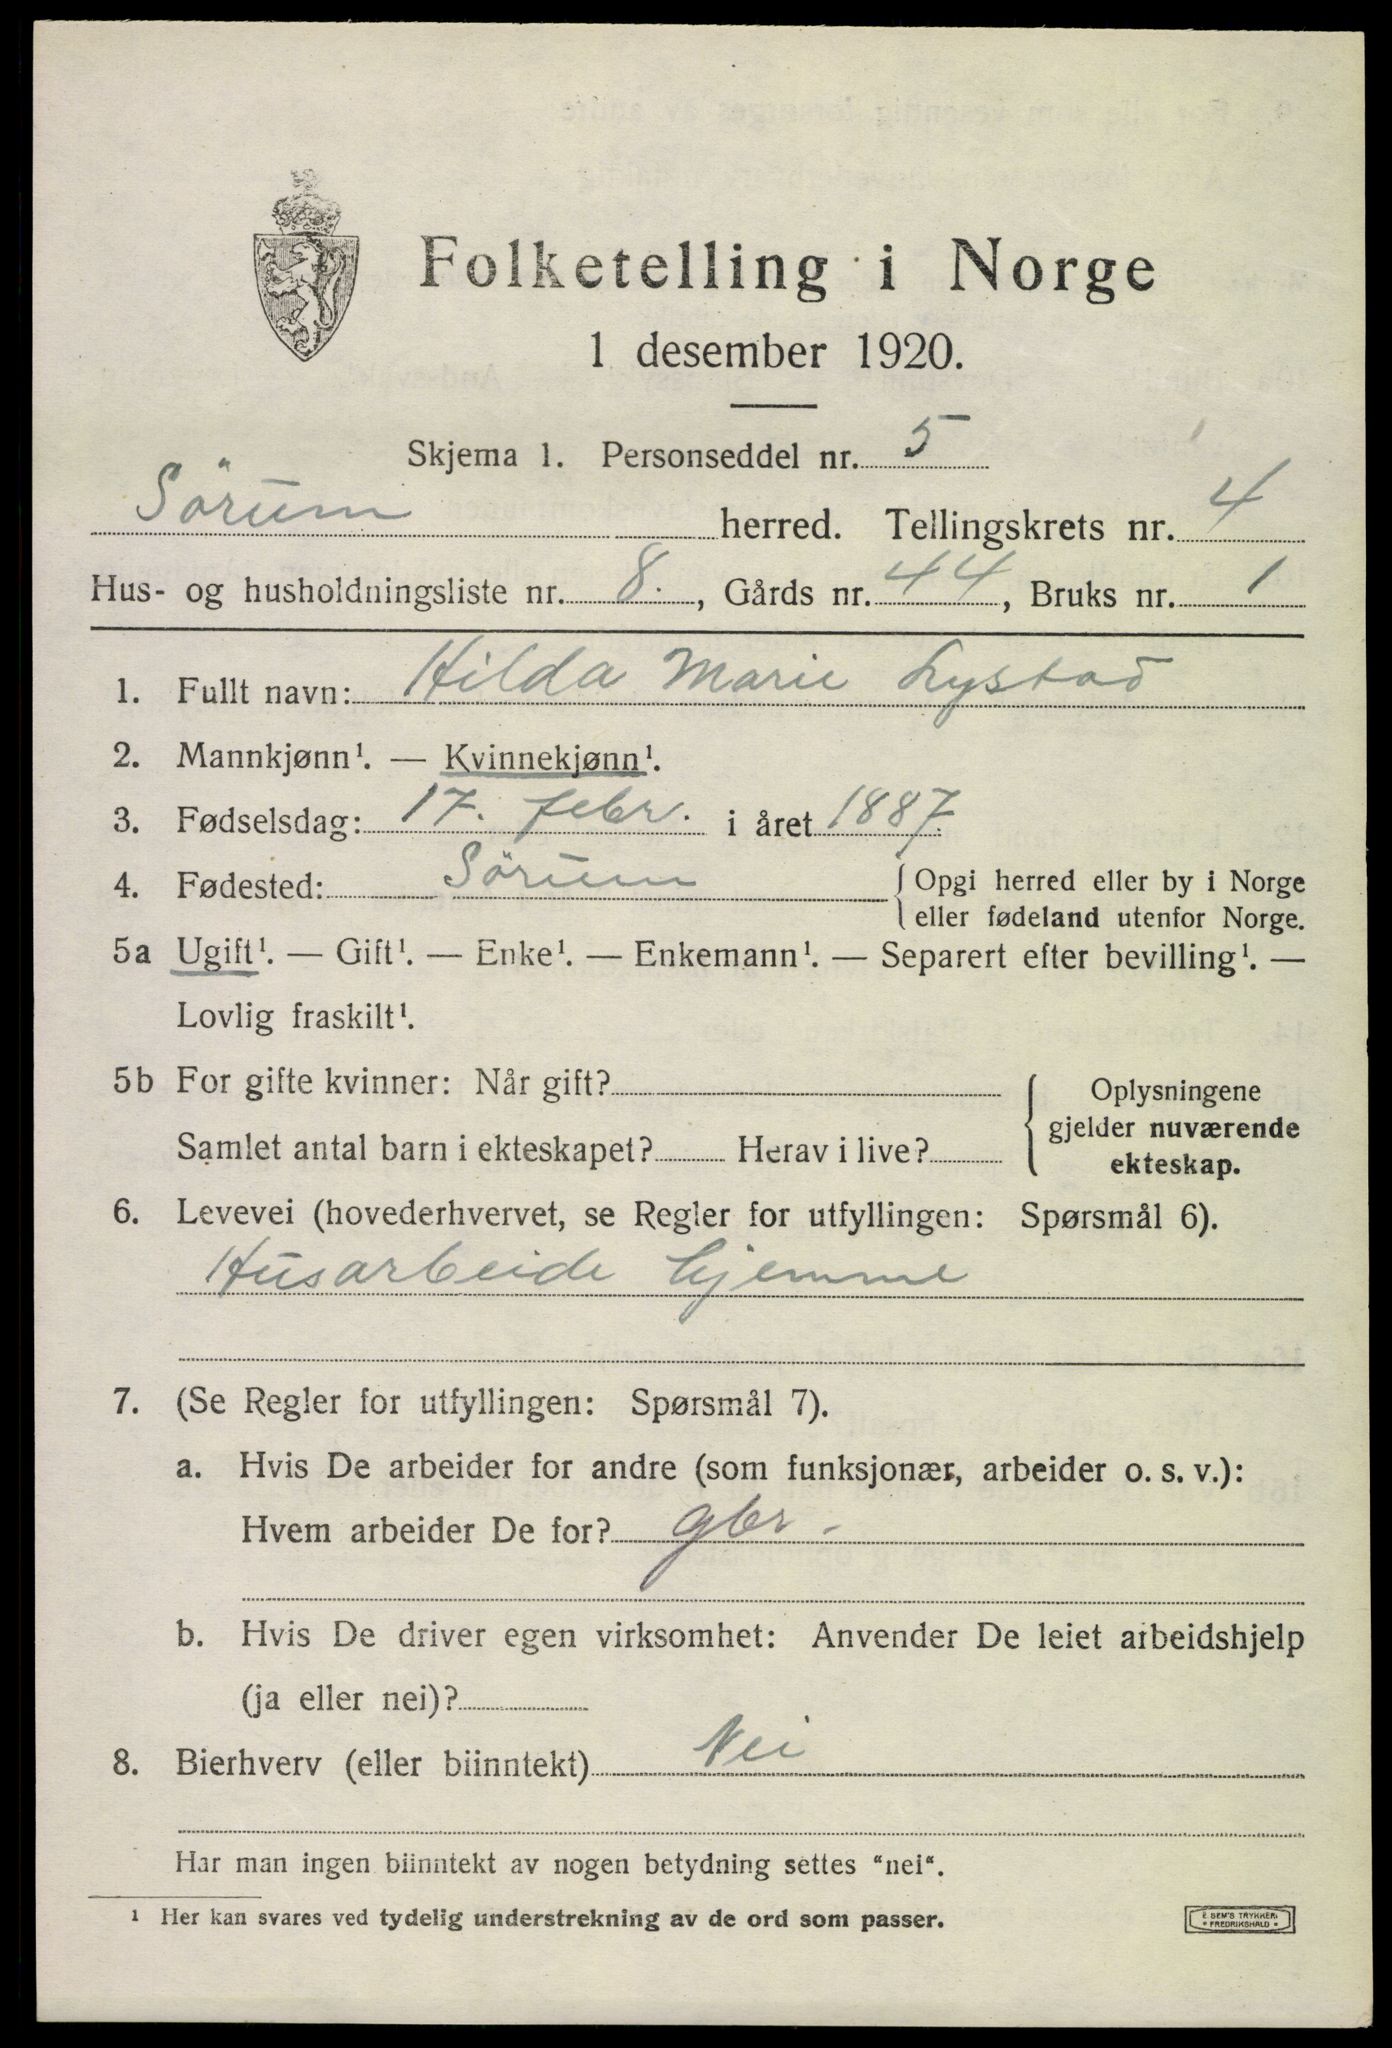 Folketelling i Norge
1 desember 1920.
Skjema 1. Personseddel nr. 5
Sörum herred. Tellingskrets nr. 4
Hus- og husholdningsliste nr. 8., Gårds nr. 44, Bruks nr. 1
1. Fullt navn: Hilda Marie Lystad
2. Mannkjønn¹. — Kvinnekjønn¹.
3. Fødselsdag: 17. febr. i året 1887.
4. Fødested: Sörum { Opgi herred eller by i Norge
eller fødeland utenfor Norge.
5a Ugift¹. — Gift¹. — Enke¹. — Enkemann¹. — Separert efter bevilling¹. —
Lovlig fraskilt¹.
5b For gifte kvinner: Når gift? { Oplysningene
gjelder nuværende
Samlet antal barn i ekteskapet? Herav i live? ekteskap.
6. Levevei (hovederhvervet, se Regler for utfyllingen: Spørsmål 6).
Husarbeide hjemme
7. (Se Regler for utfyllingen: Spørsmål 7).
a. Hvis De arbeider for andre (som funksjonær, arbeider o. s. v.):
Hvem arbeider De for? gbr.
b. Hvis De driver egen virksomhet: Anvender De leiet arbeidshjelp
(ja eller nei)?
8. Bierhverv (eller biinntekt) Nei
Har man ingen biinntekt av nogen betydning settes "nei".
¹ Her kan svares ved tydelig understrekning av de ord som passer.
E. SEM'S TRYKKERI
* FREDRIKSHALD *